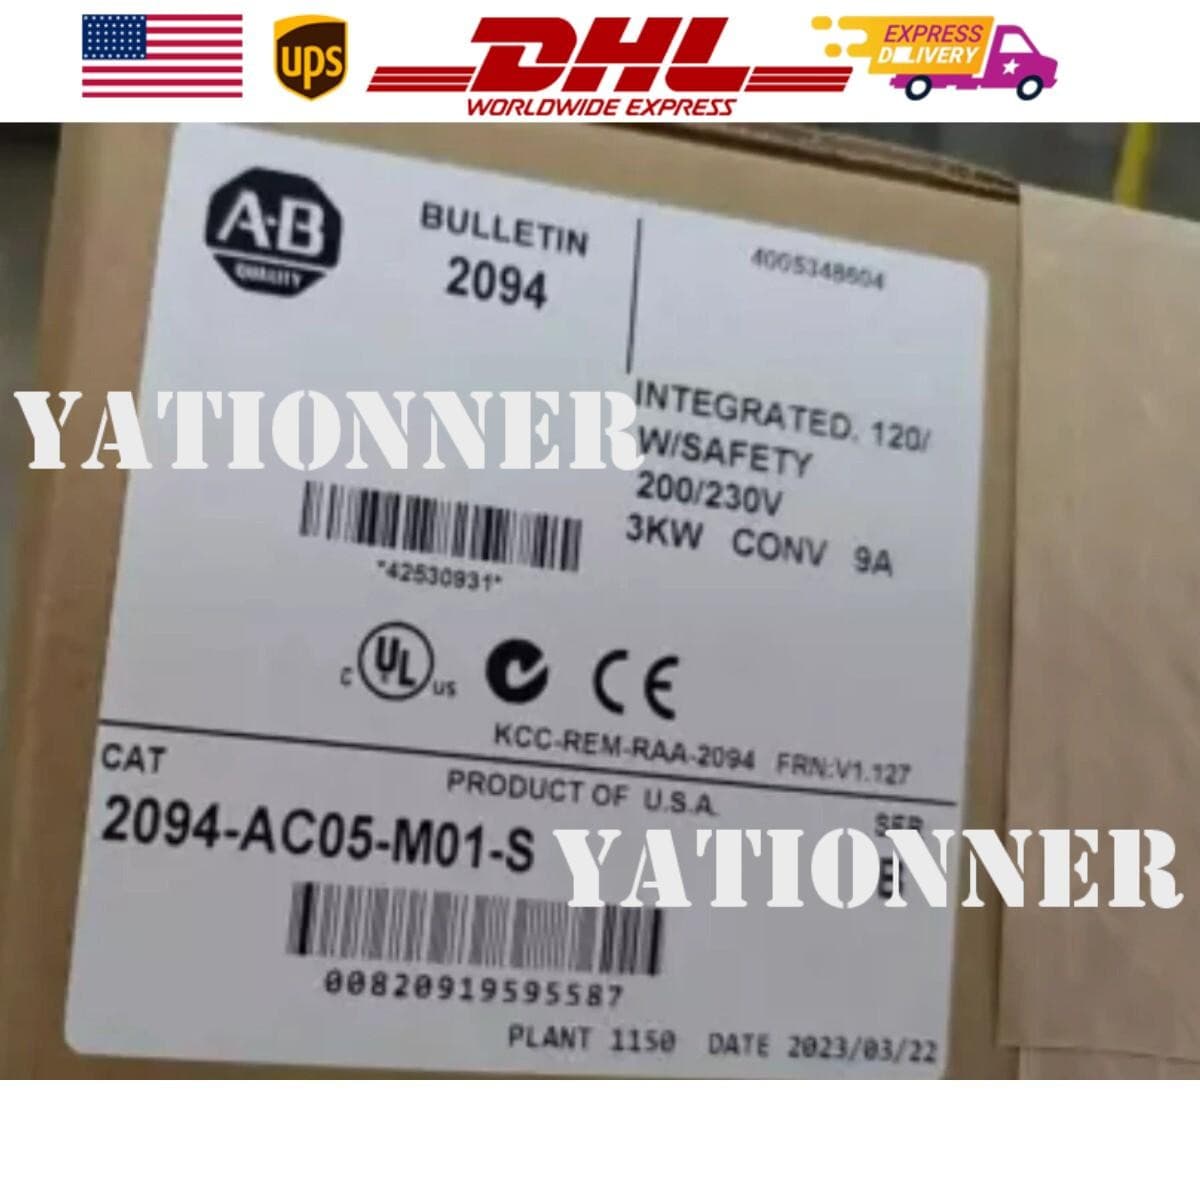 UPS
DHL
WORLDWIDE EXPRESS
EXPRESS
DELIVERY
A-B
QUALITY
BULLETIN
2094
4005348604
INTEGRATED. 120/
W/SAFETY
200/230V
3KW CONV 9A
YATIONNER
*42530931*
C UL US CE
KCC-REM-RAA-2094 FRN:V1.127
CAT
PRODUCT OF U.S.A.
SER
2094-AC05-M01-S
B
YATIONNER
00820919595587
PLANT 1150 DATE 2023/03/22